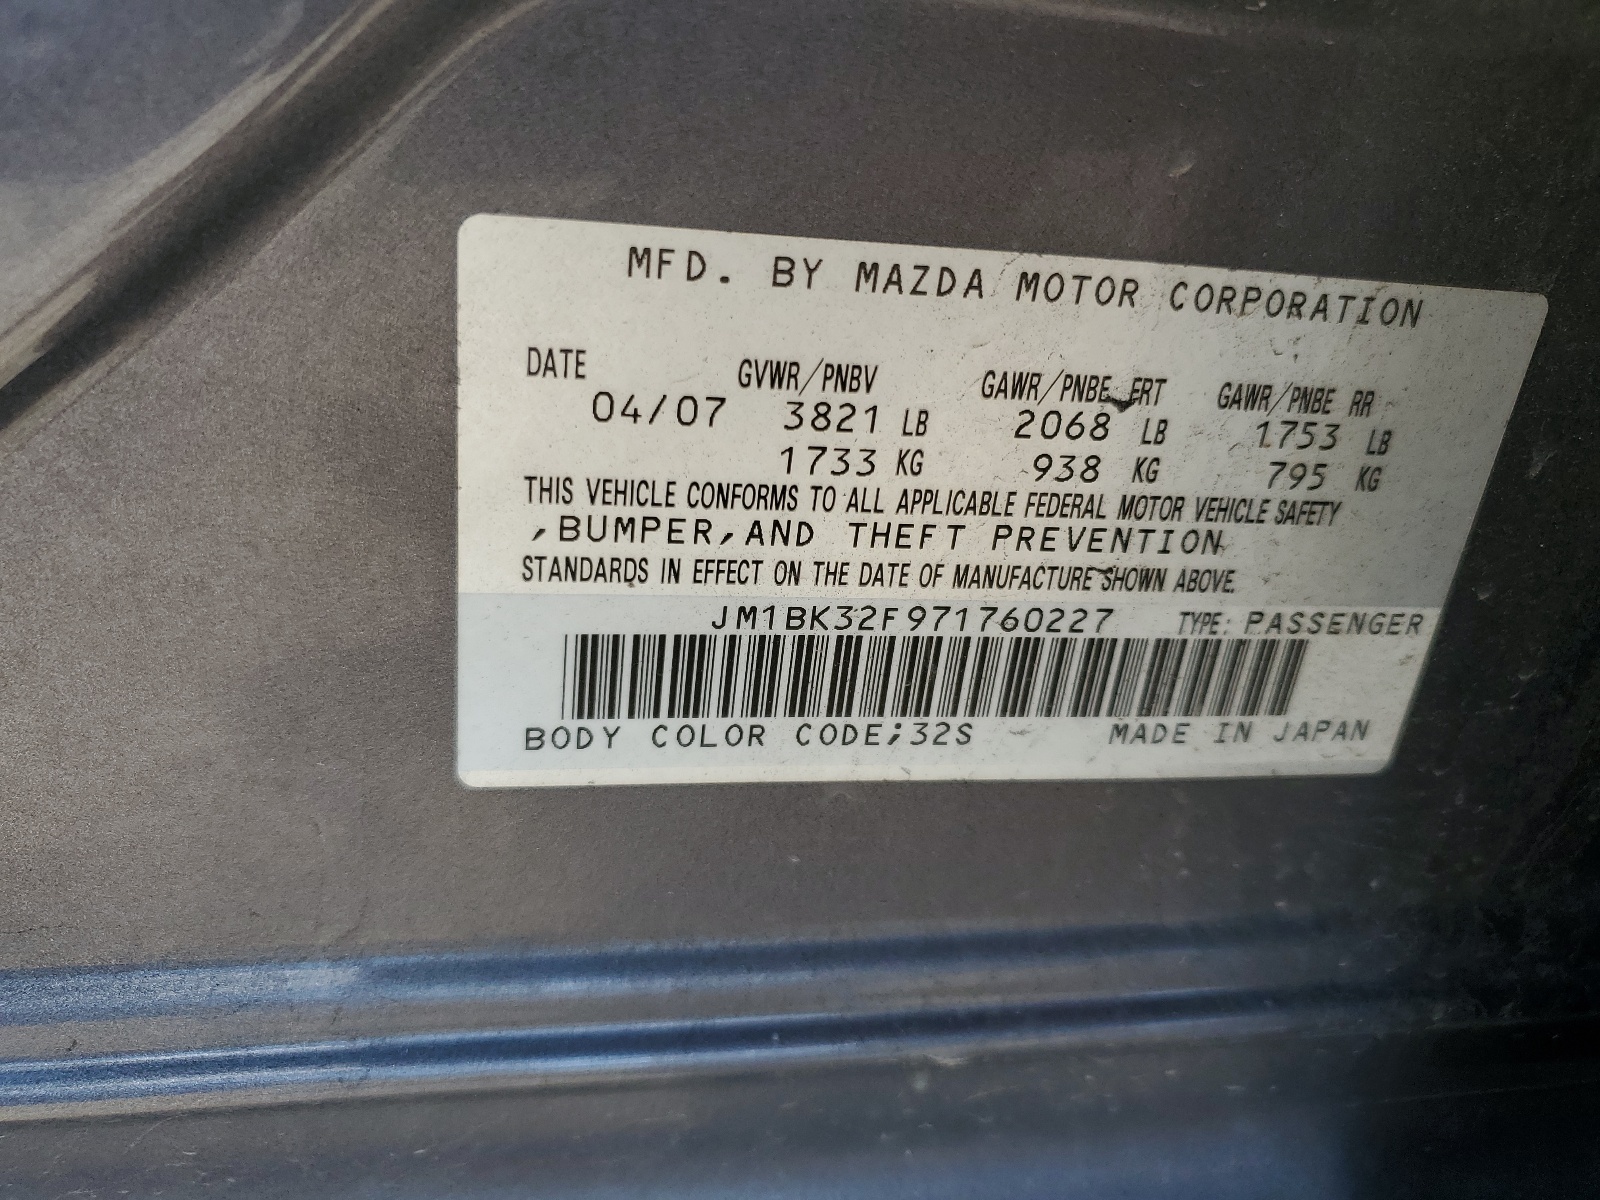 MFD. BY MAZDA MOTOR CORPORATION
DATE GVWR/PNBV GAWR/PNBE FRT GAWR/PNBE RR
04/07 3821 LB 2068 LB 1753 LB
1733 KG 938 KG 795 KG
THIS VEHICLE CONFORMS TO ALL APPLICABLE FEDERAL MOTOR VEHICLE SAFETY
,BUMPER,AND THEFT PREVENTION
STANDARDS IN EFFECT ON THE DATE OF MANUFACTURE SHOWN ABOVE.
JM1BK32F971760227 TYPE: PASSENGER
BODY COLOR CODE;32S MADE IN JAPAN